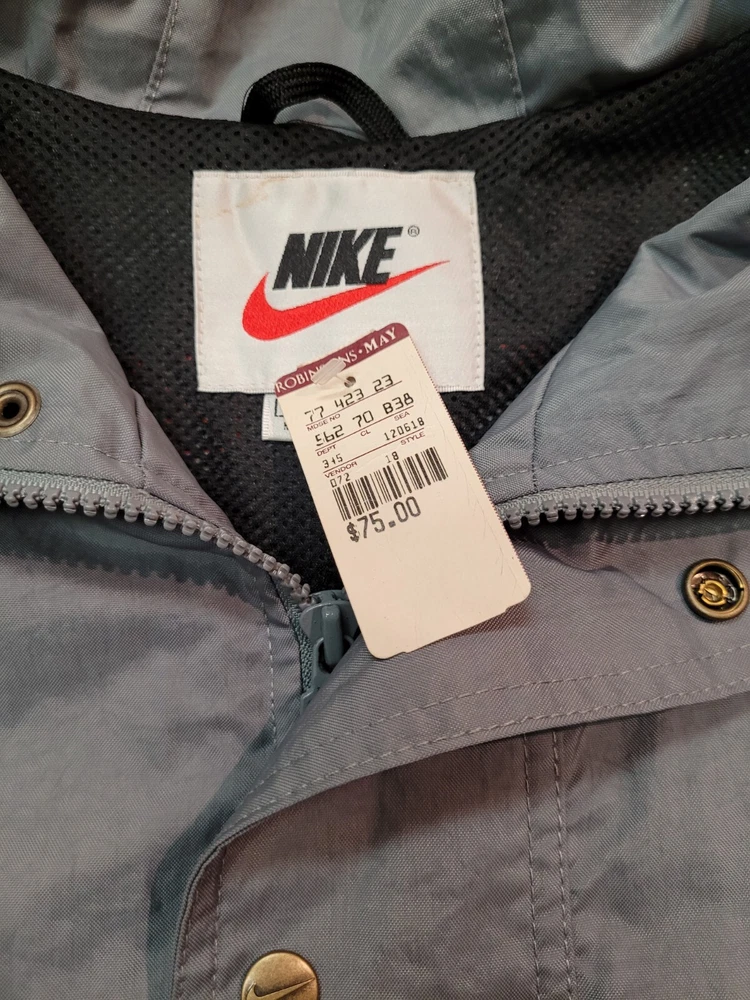 NIKE®
ROBINSONS·MAY
77 423 23
MDSE NO
562 70 B38
DEPT CL SEA
345 120618
VENDOR STYLE
072 18
$75.00